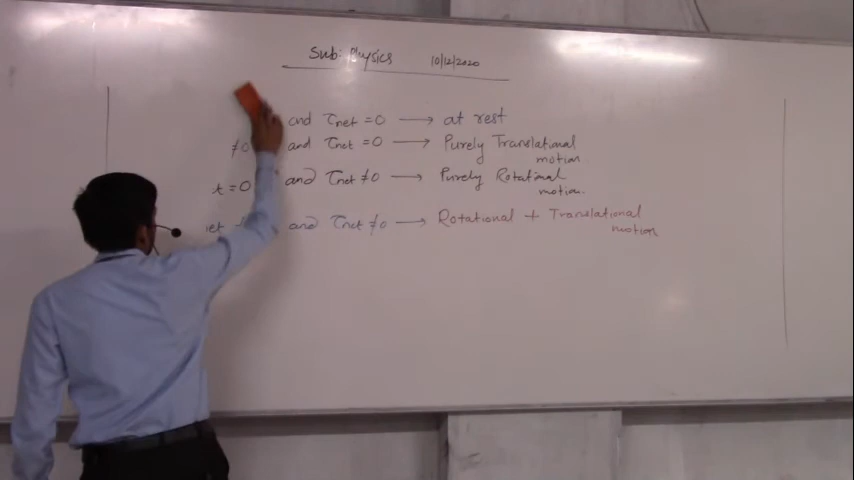 Sub: Physics 10/12/2020
and τnet = 0 → at rest
≠0 and τnet = 0 → Purely Translational
motion.
t = 0 and τnet ≠ 0 → Purely Rotational
motion.
and τnet ≠ 0 → Rotational + Translational
motion